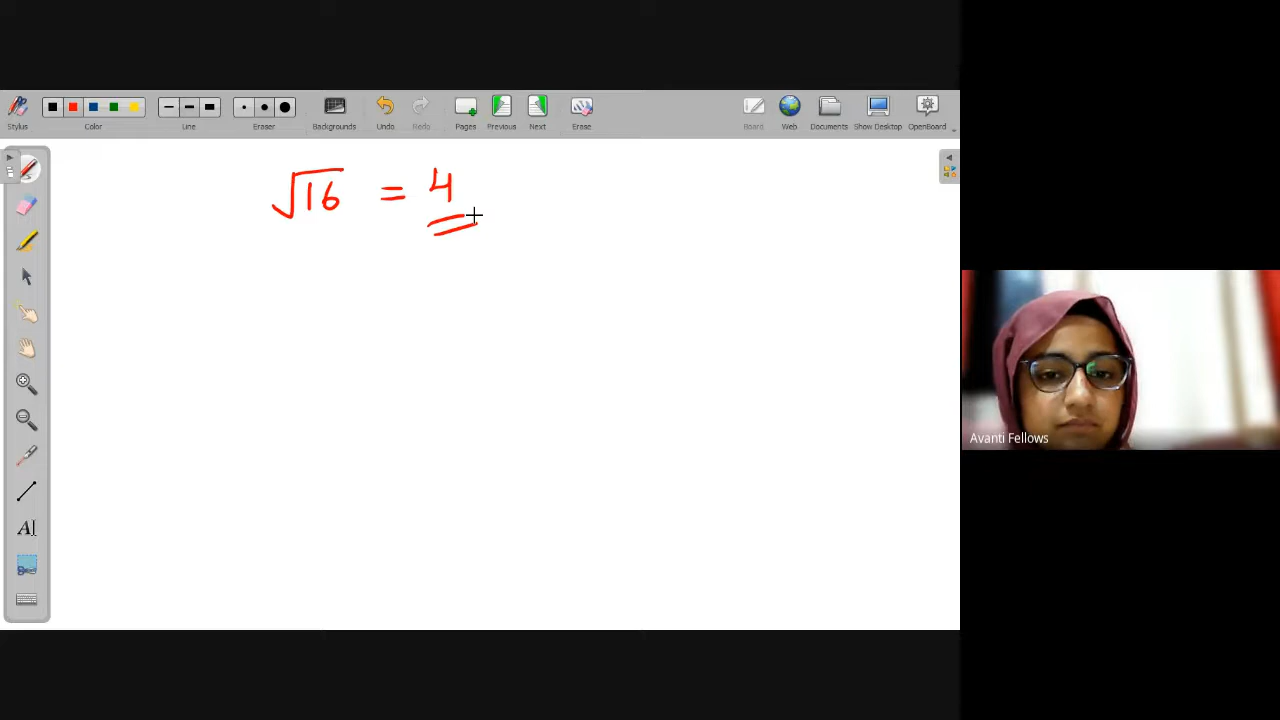 Stylus
Color
Line
Eraser
Backgrounds
Undo
Redo
Pages
Previous
Next
Erase
Board
Web
Documents
Show Desktop
OpenBoard
√16 = 4
A
Avanti Fellows